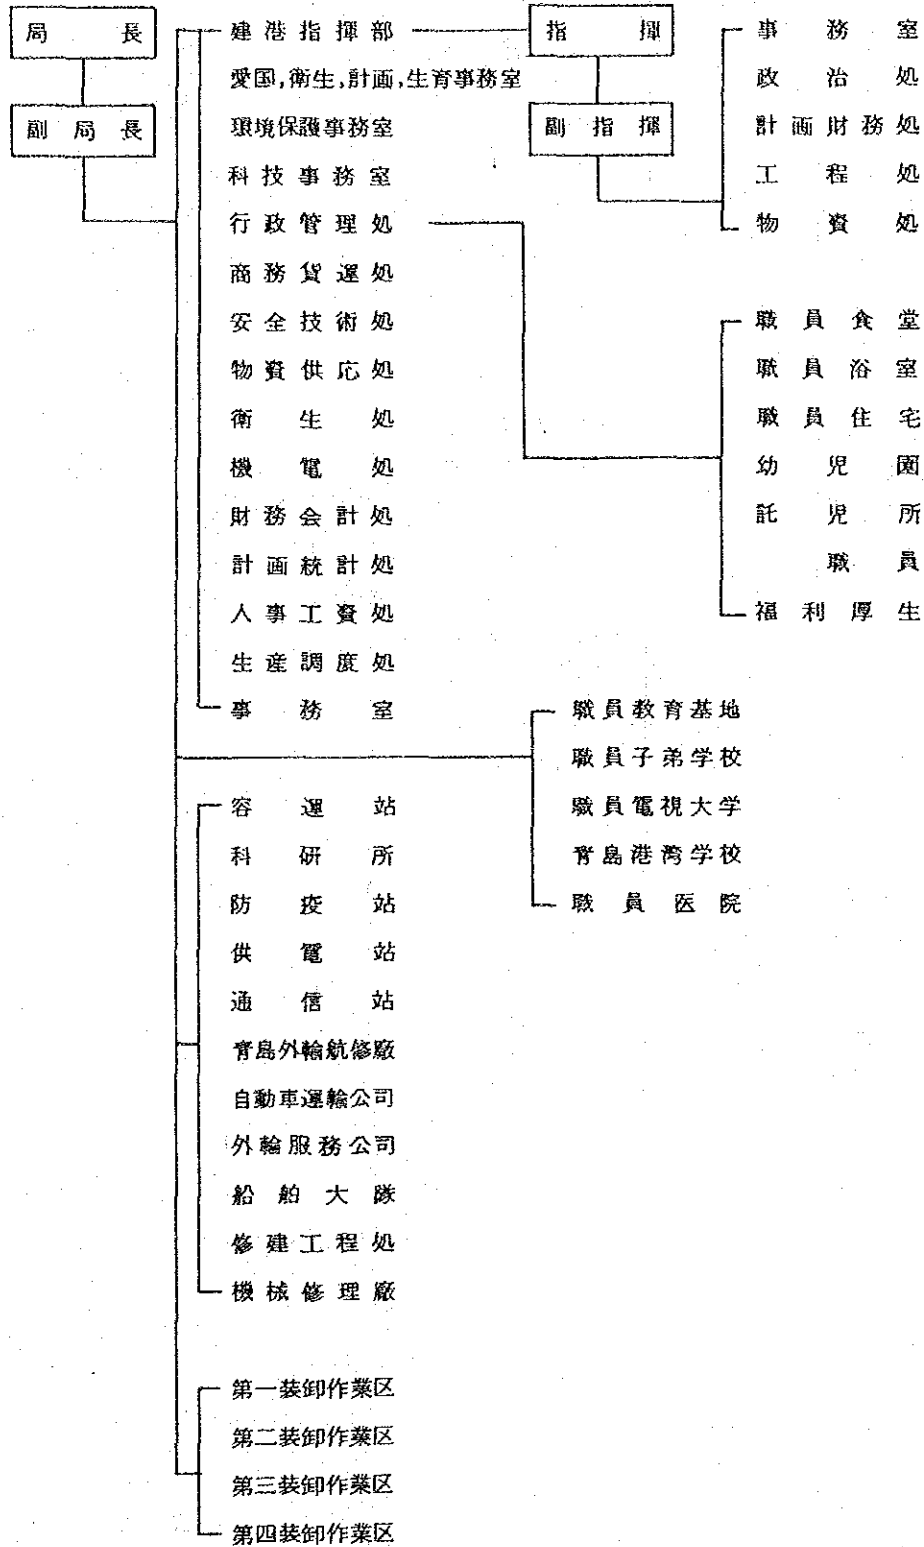 局長
副局長
建港指揮部
愛国,衛生,計画,生育事務室
環境保護事務室
科技事務室
行政管理処
商務貨運処
安全技術処
物資供応処
衛生処
機電処
財務会計処
計画統計処
人事工資処
生産調度処
事務室
指揮
副指揮
事務室
政治処
計画財務処
工程処
物資処
職員食堂
職員浴室
職員住宅
幼児園
託児所
職員
福利厚生
職員教育基地
職員子弟学校
職員電視大学
青島港湾学校
職員医院
容運站
科研所
防疫站
供電站
通信站
青島外輪航修廠
自動車運輸公司
外輪服務公司
船舶大隊
修建工程処
機械修理廠
第一装卸作業区
第二装卸作業区
第三装卸作業区
第四装卸作業区